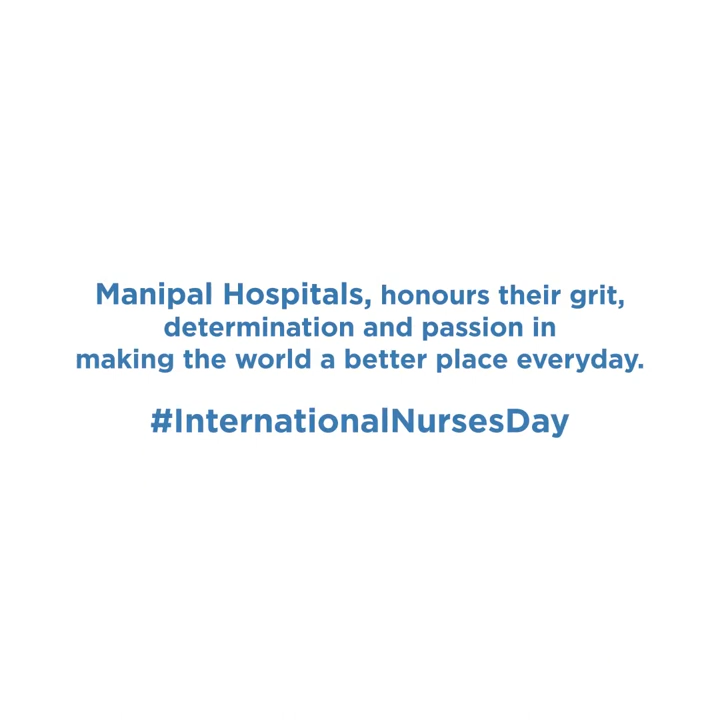 Manipal Hospitals, honours their grit,
determination and passion in
making the world a better place everyday.
#InternationalNursesDay